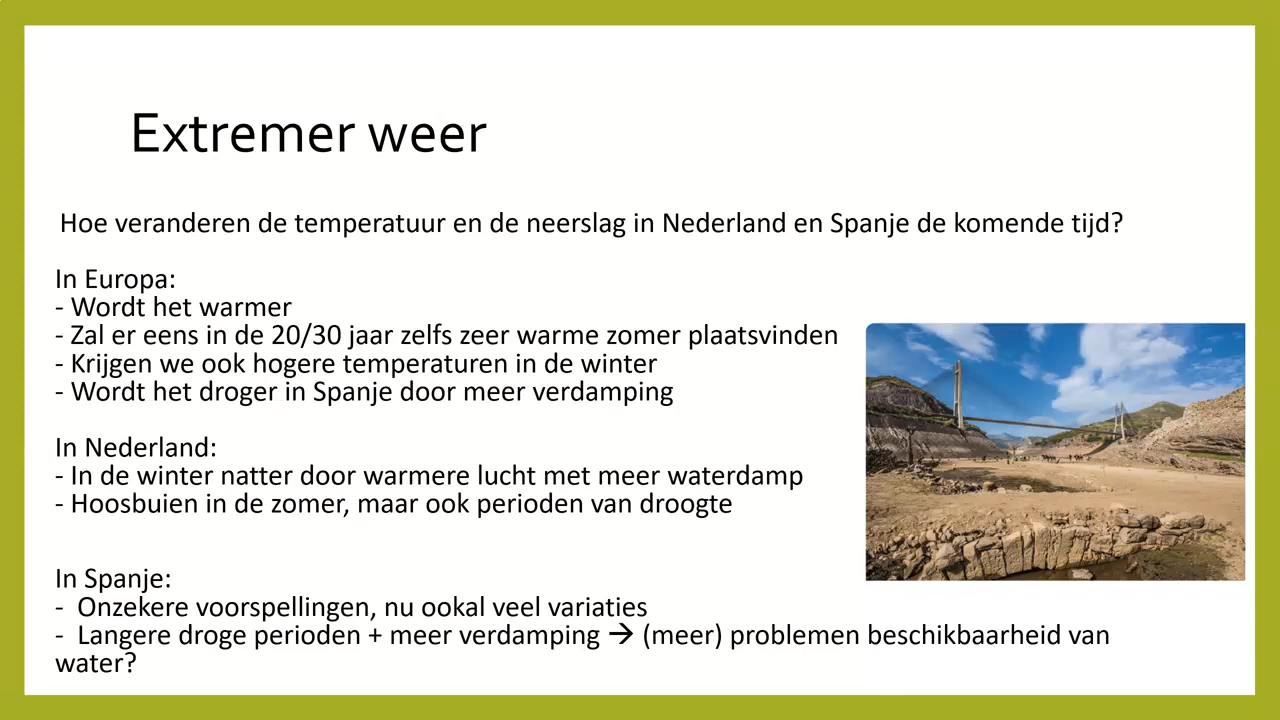 Extremer weer
Hoe veranderen de temperatuur en de neerslag in Nederland en Spanje de komende tijd?
In Europa:
- Wordt het warmer
- Zal er eens in de 20/30 jaar zelfs zeer warme zomer plaatsvinden
- Krijgen we ook hogere temperaturen in de winter
- Wordt het droger in Spanje door meer verdamping
In Nederland:
- In de winter natter door warmere lucht met meer waterdamp
- Hoosbuien in de zomer, maar ook perioden van droogte
In Spanje:
- Onzekere voorspellingen, nu ookal veel variaties
- Langere droge perioden + meer verdamping → (meer) problemen beschikbaarheid van
water?